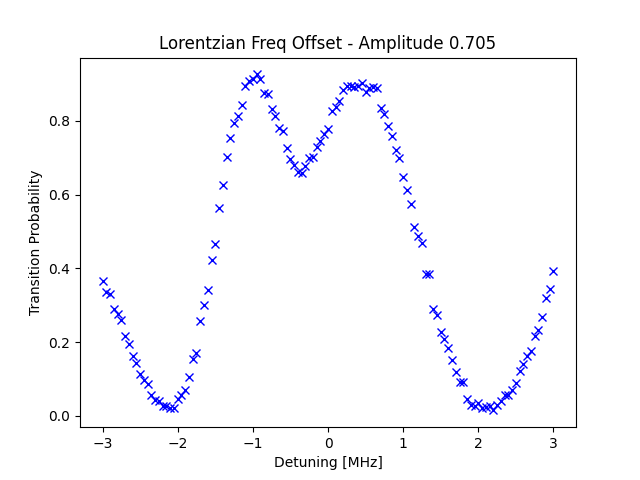 Lorentzian Freq Offset - Amplitude 0.705
Transition Probability
0.8
0.6
0.4
0.2
0.0
−3 −2 −1 0 1 2 3
Detuning [MHz]